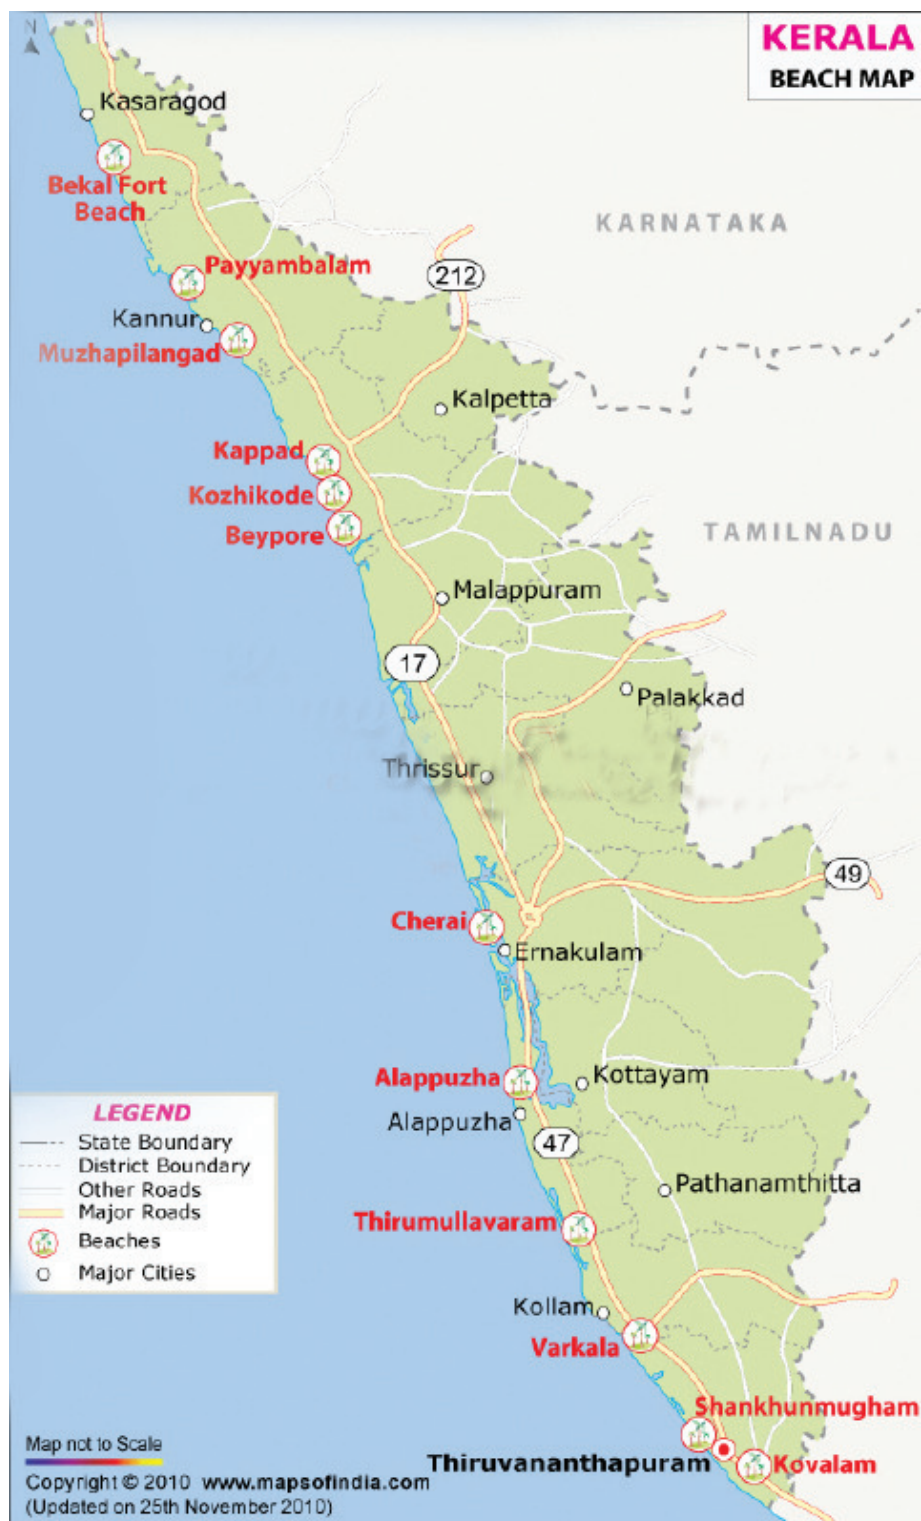 KERALA
BEACH MAP
N
Kasaragod
Bekal Fort
Beach
KARNATAKA
Payyambalam
212
Kannur
Muzhapilangad
Kalpetta
Kappad
Kozhikode
Beypore
TAMILNADU
Malappuram
17
Palakkad
Thrissur
49
Cherai
Ernakulam
Alappuzha
Kottayam
Alappuzha
47
LEGEND
State Boundary
District Boundary
Other Roads
Major Roads
Beaches
Major Cities
Pathanamthitta
Thirumullavaram
Kollam
Varkala
Shankhunmugham
Thiruvananthapuram
Kovalam
Map not to Scale
Copyright © 2010 www.mapsofindia.com
(Updated on 25th November 2010)